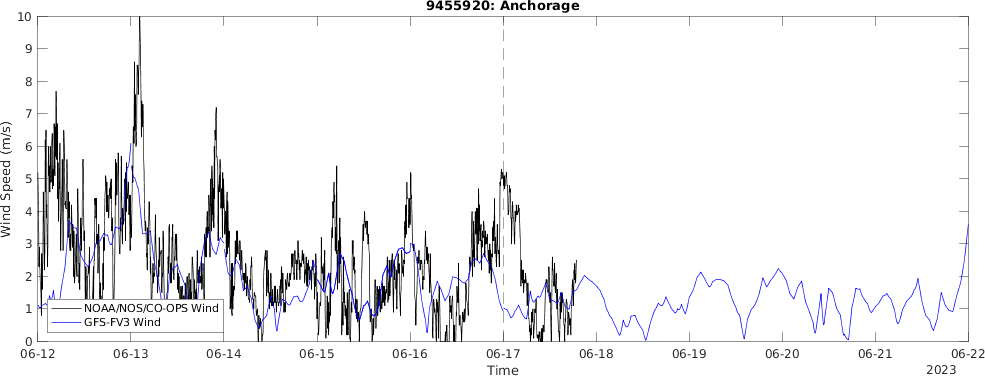 9455920: Anchorage
10
9
8
7
6
5
4
3
2
1
0
Wind Speed (m/s)
NOAA/NOS/CO-OPS Wind
GFS-FV3 Wind
06-12 06-13 06-14 06-15 06-16 06-17 06-18 06-19 06-20 06-21 06-22
Time
2023